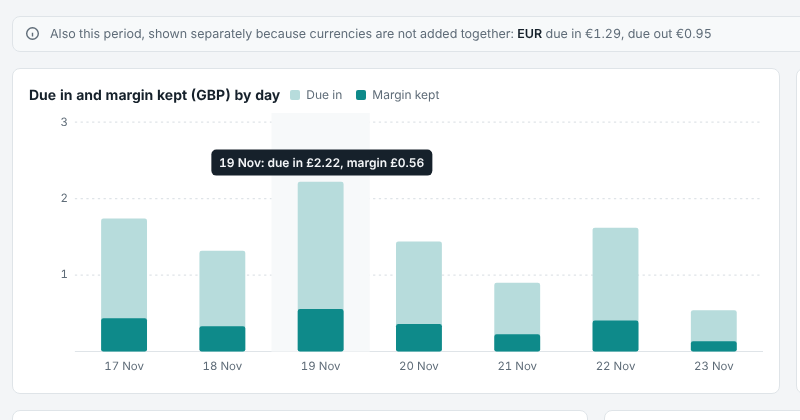 Also this period, shown separately because currencies are not added together: EUR due in €1.29, due out €0.95
Due in and margin kept (GBP) by day
Due in
Margin kept
3
19 Nov: due in £2.22, margin £0.56
2
1
17 Nov
18 Nov
19 Nov
20 Nov
21 Nov
22 Nov
23 Nov